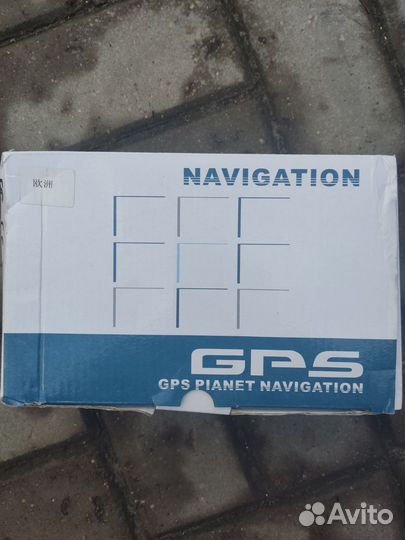 欧洲
NAVIGATION
GPS
GPS PIANET NAVIGATION
Avito